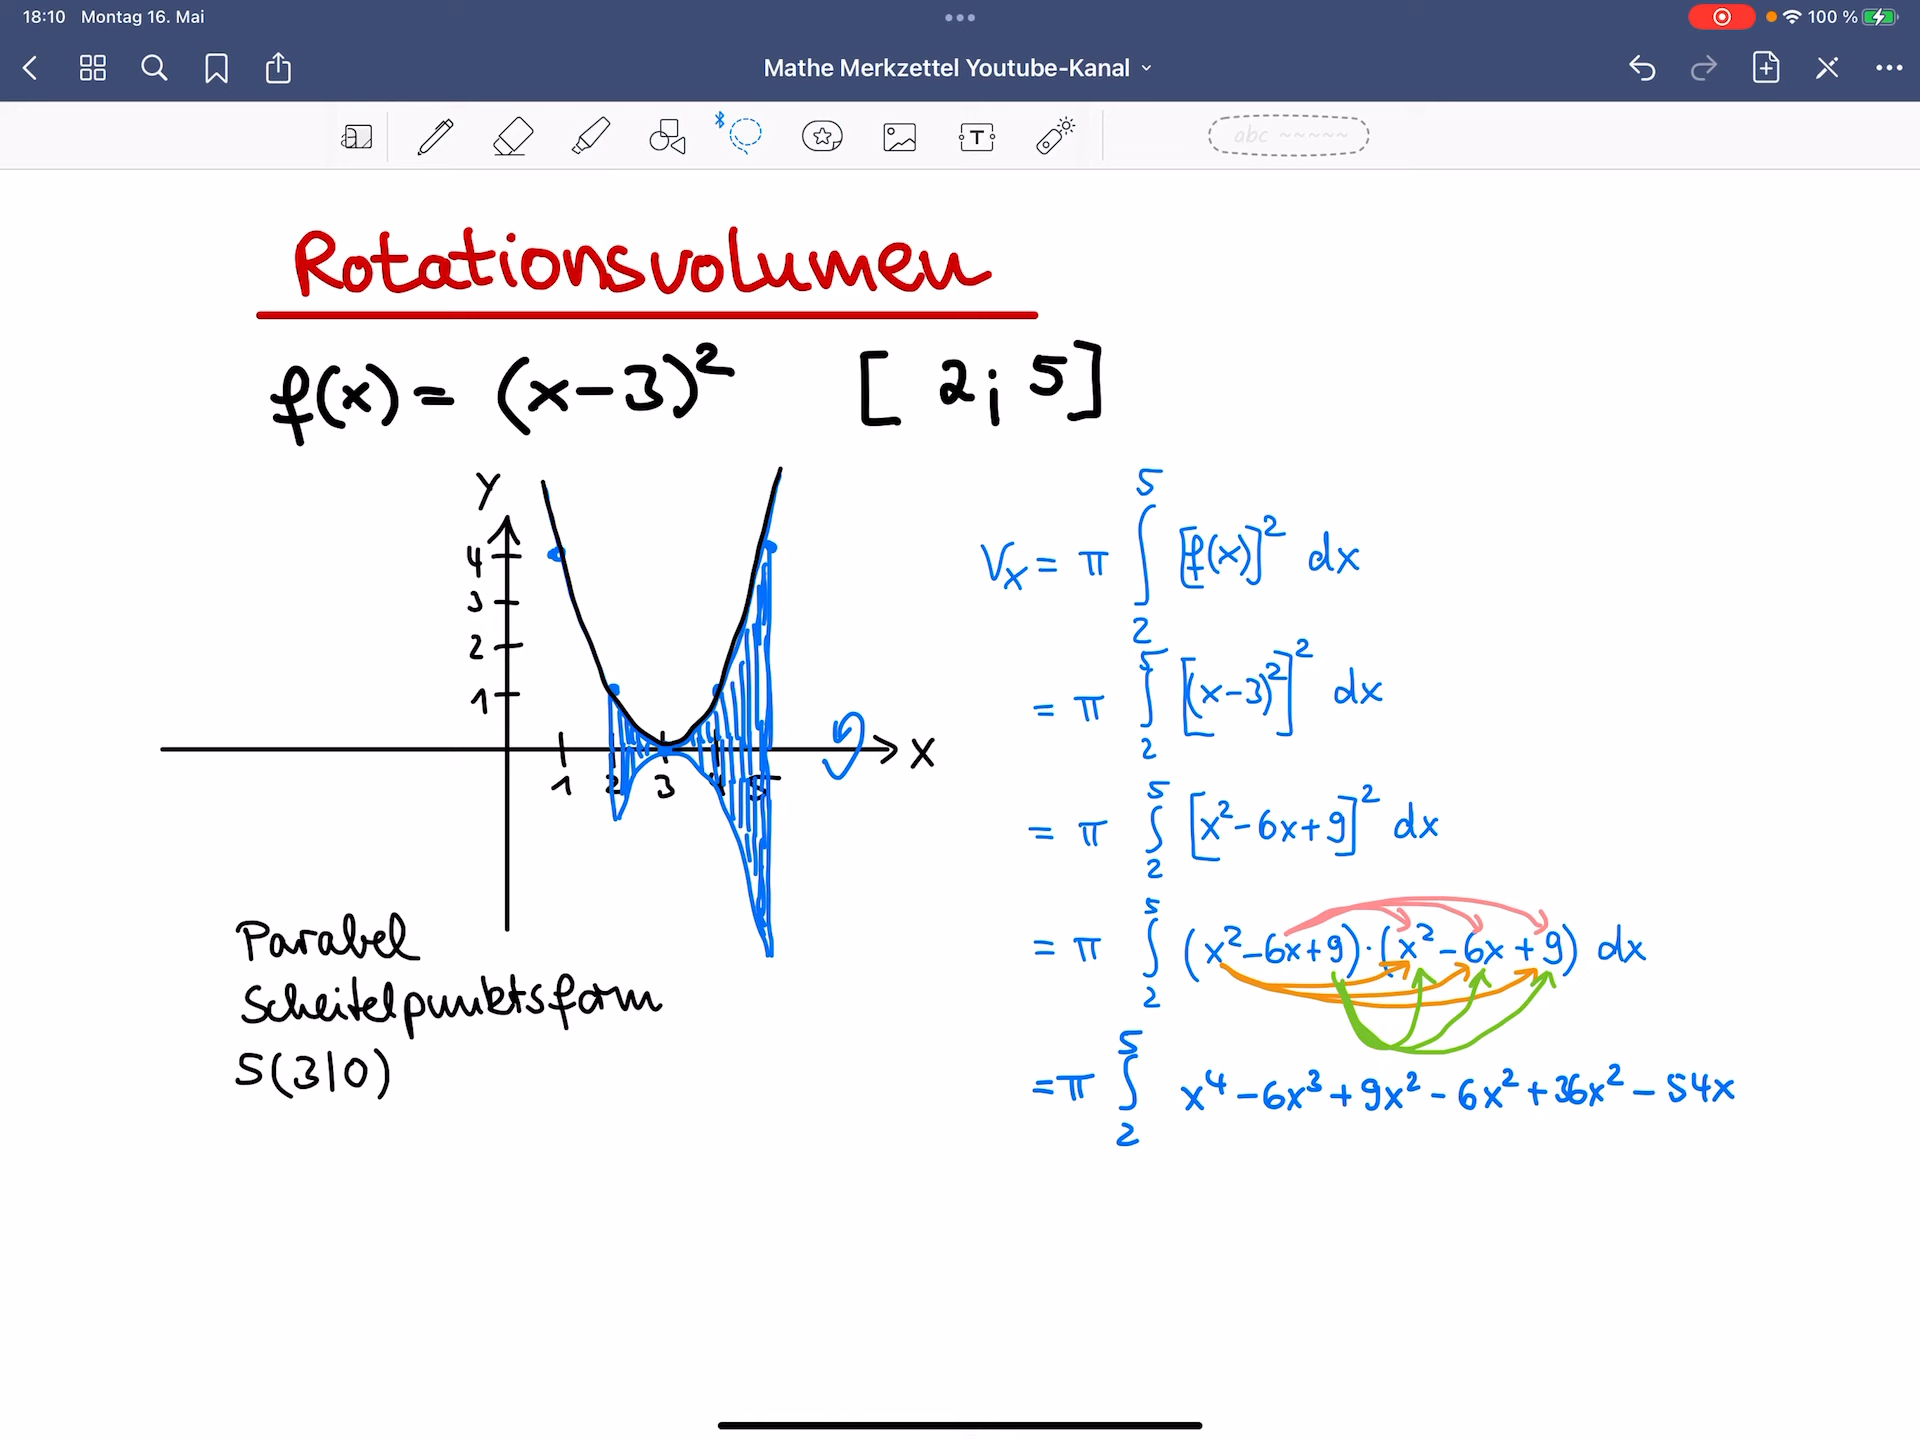 18:10 Montag 16. Mai 100 %
Mathe Merkzettel Youtube-Kanal
abc
Rotationsvolumen
f(x) = (x-3)² [2; 5]
Y
4
3
2
1
1 2 3 4 5 X
Parabel
Scheitelpunktsform
S(3|0)
Vx = π ∫₂⁵ [f(x)]² dx
= π ∫₂⁵ [(x-3)²]² dx
= π ∫₂⁵ [x²-6x+9]² dx
= π ∫₂⁵ (x²-6x+9)·(x²-6x+9) dx
= π ∫₂⁵ x⁴-6x³+9x²-6x²+36x²-54x